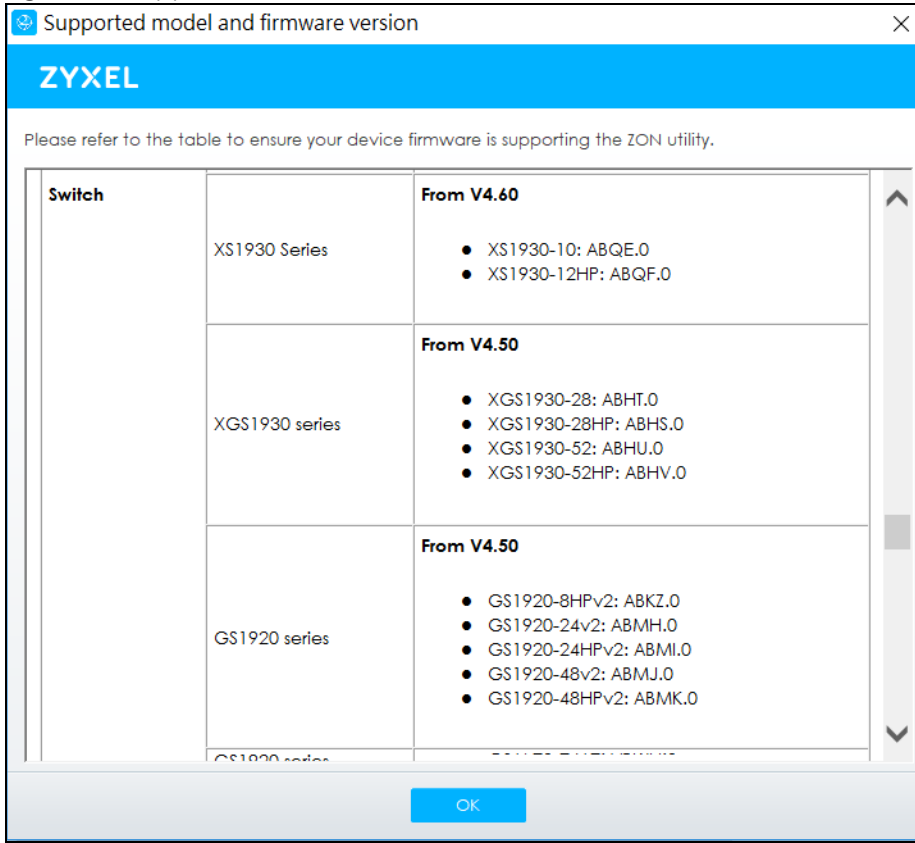 Supported model and firmware version
ZYXEL
Please refer to the table to ensure your device firmware is supporting the ZON utility.
Switch
XS1930 Series
From V4.60
● XS1930-10: ABQE.0
● XS1930-12HP: ABQF.0
XGS1930 series
From V4.50
● XGS1930-28: ABHT.0
● XGS1930-28HP: ABHS.0
● XGS1930-52: ABHU.0
● XGS1930-52HP: ABHV.0
GS1920 series
From V4.50
● GS1920-8HPv2: ABKZ.0
● GS1920-24v2: ABMH.0
● GS1920-24HPv2: ABMI.0
● GS1920-48v2: ABMJ.0
● GS1920-48HPv2: ABMK.0
OK